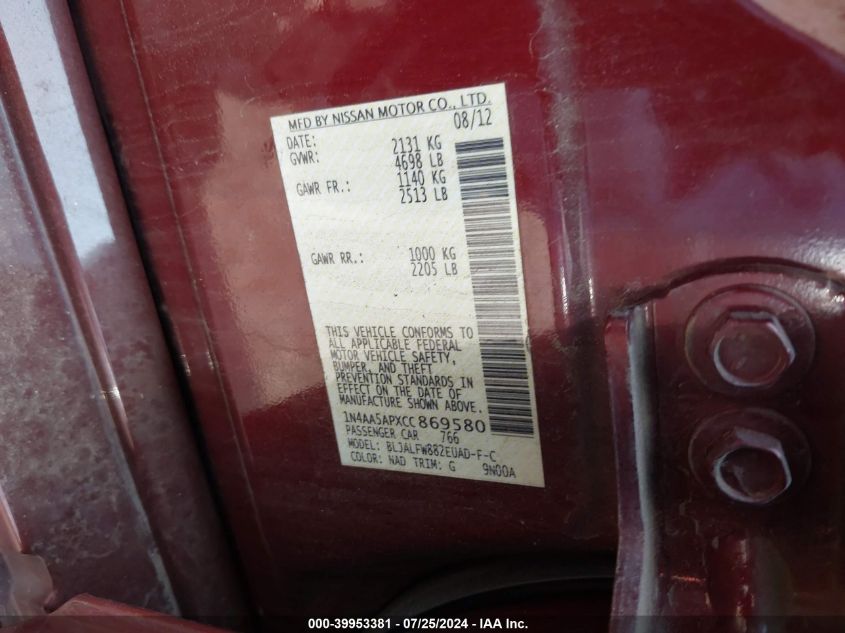 MFD BY NISSAN MOTOR CO., LTD.
DATE: 08/12
GVWR: 2131 KG
4698 LB
GAWR FR.: 1140 KG
2513 LB
GAWR RR.: 1000 KG
2205 LB
THIS VEHICLE CONFORMS TO
ALL APPLICABLE FEDERAL
MOTOR VEHICLE SAFETY,
BUMPER, AND THEFT
PREVENTION STANDARDS IN
EFFECT ON THE DATE OF
MANUFACTURE SHOWN ABOVE.
1N4AA5APXCC869580
PASSENGER CAR 766
MODEL: BLJALFW882EUAD-F-C
COLOR: NAD TRIM: G 9N00A
000-39953381 - 07/25/2024 - IAA Inc.